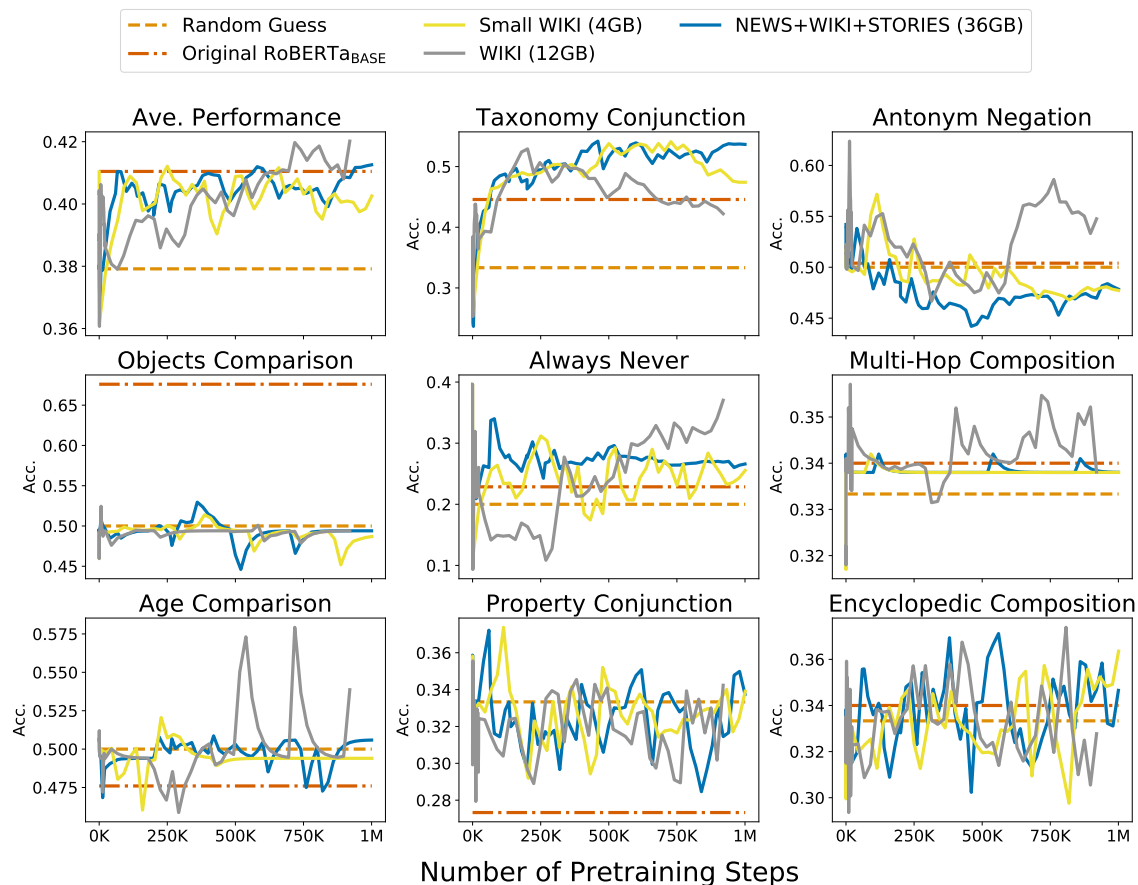 Random Guess
Original RoBERTaBASE
Small WIKI (4GB)
WIKI (12GB)
NEWS+WIKI+STORIES (36GB)
Ave. Performance
0.42
0.40
0.38
0.36
Taxonomy Conjunction
Acc.
0.5
0.4
0.3
Antonym Negation
Acc.
0.60
0.55
0.50
0.45
Objects Comparison
Acc.
0.65
0.60
0.55
0.50
0.45
Always Never
Acc.
0.4
0.3
0.2
0.1
Multi-Hop Composition
Acc.
0.35
0.34
0.33
0.32
Age Comparison
Acc.
0.575
0.550
0.525
0.500
0.475
0K 250K 500K 750K 1M
Property Conjunction
Acc.
0.36
0.34
0.32
0.30
0.28
0K 250K 500K 750K 1M
Encyclopedic Composition
Acc.
0.36
0.34
0.32
0.30
0K 250K 500K 750K 1M
Number of Pretraining Steps